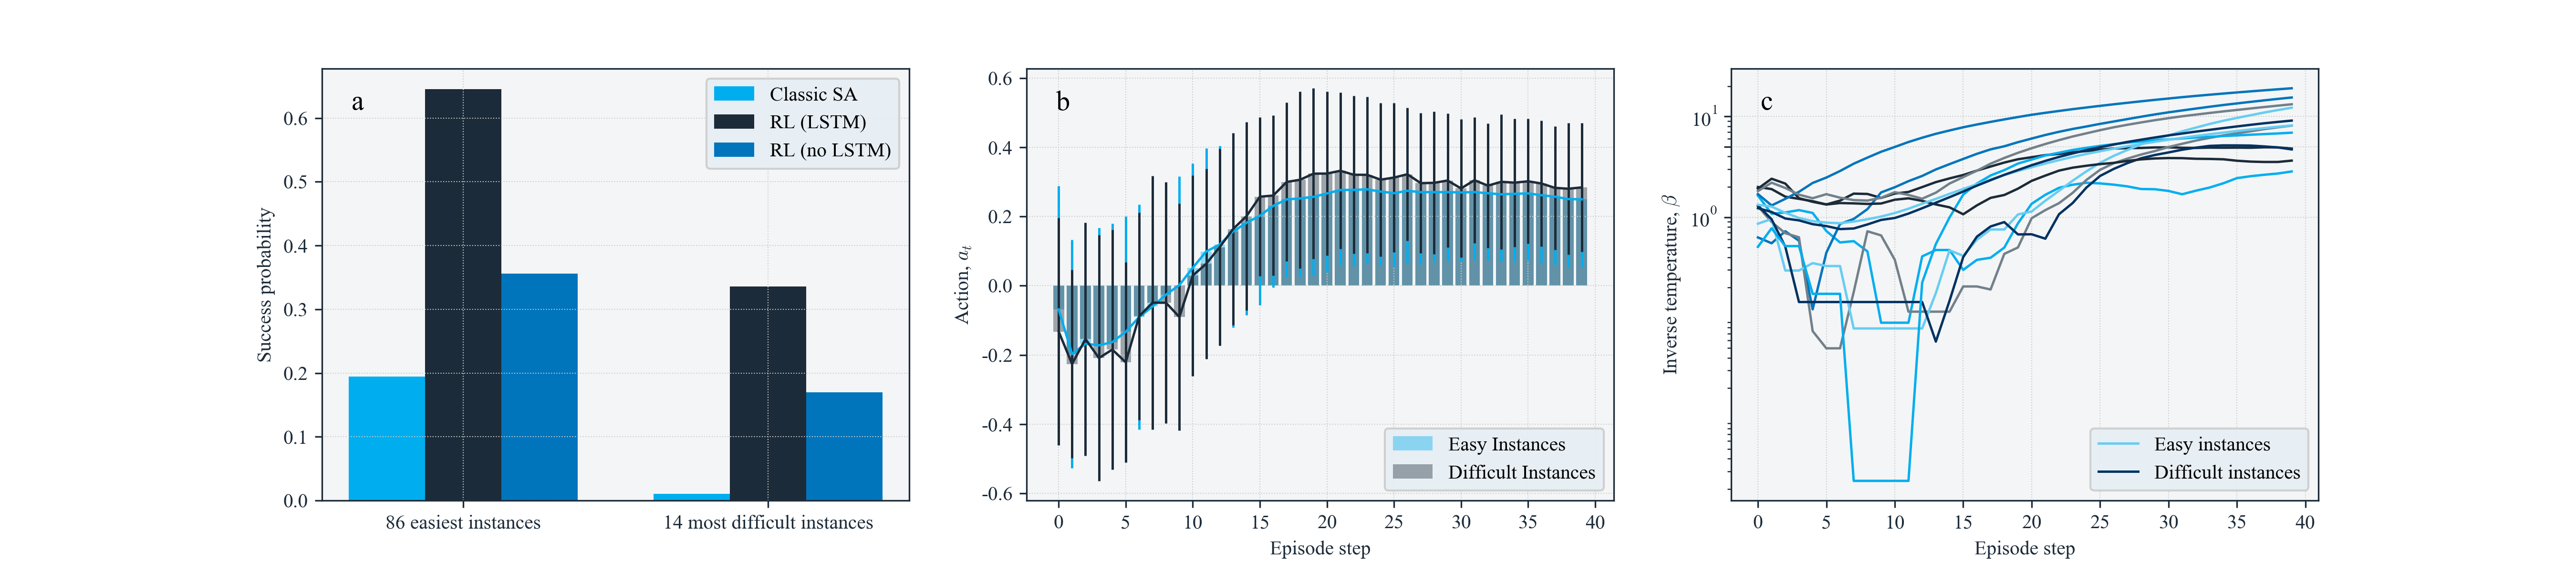 a
Classic SA
RL (LSTM)
RL (no LSTM)
0.6
0.5
0.4
0.3
0.2
0.1
0.0
Success probability
86 easiest instances
14 most difficult instances
b
0.6
0.4
0.2
0.0
-0.2
-0.4
-0.6
Action, a_t
Easy Instances
Difficult Instances
0 5 10 15 20 25 30 35 40
Episode step
c
10^1
10^0
Inverse temperature, β
Easy instances
Difficult instances
0 5 10 15 20 25 30 35 40
Episode step